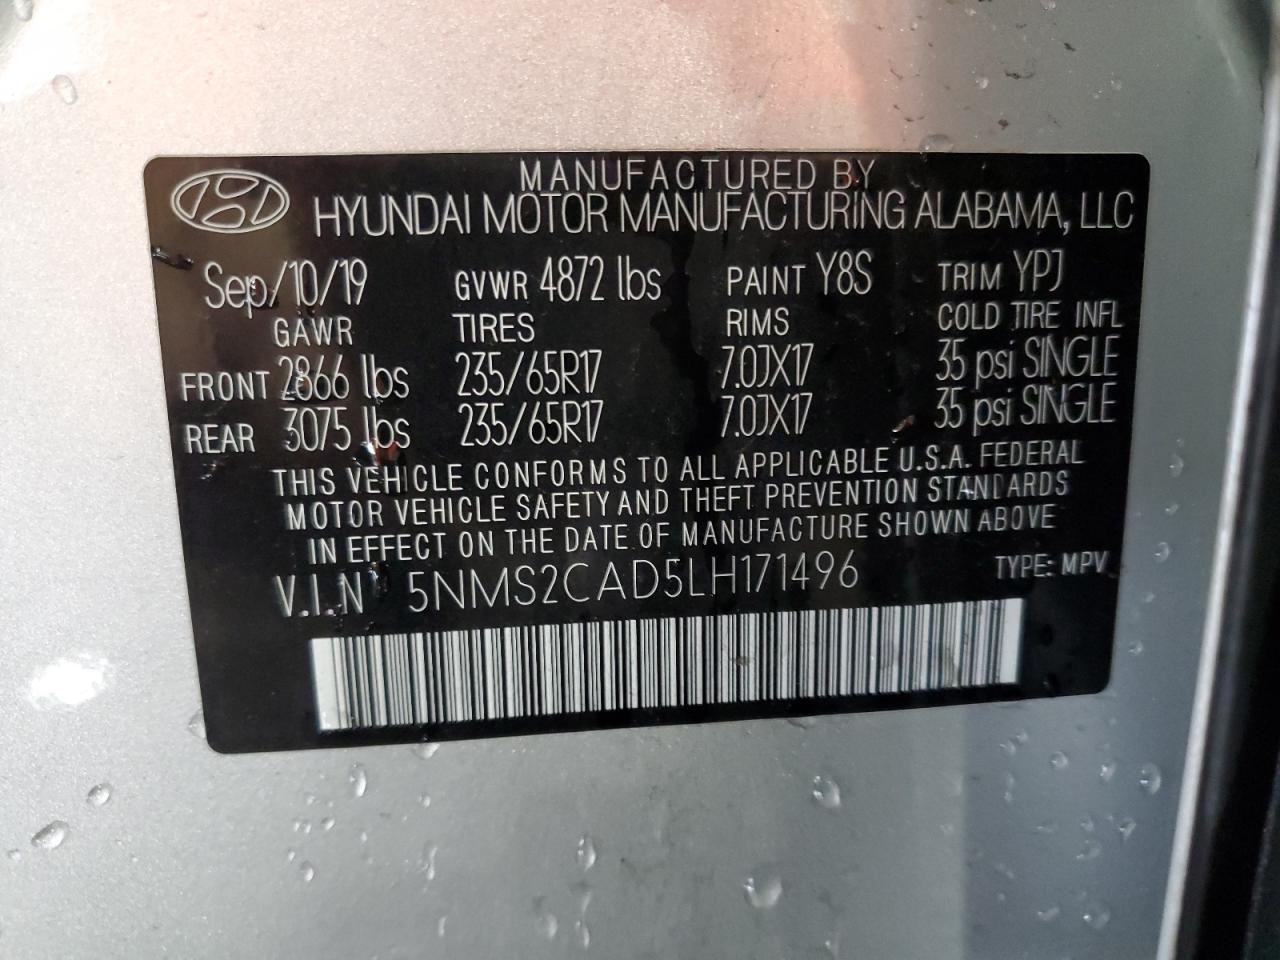 MANUFACTURED BY
HYUNDAI MOTOR MANUFACTURING ALABAMA, LLC
Sep/10/19 GVWR 4872 lbs PAINT Y8S TRIM YPJ
GAWR TIRES RIMS COLD TIRE INFL
FRONT 2866 lbs 235/65R17 7.0JX17 35 psi SINGLE
REAR 3075 lbs 235/65R17 7.0JX17 35 psi SINGLE
THIS VEHICLE CONFORMS TO ALL APPLICABLE U.S.A. FEDERAL
MOTOR VEHICLE SAFETY AND THEFT PREVENTION STANDARDS
IN EFFECT ON THE DATE OF MANUFACTURE SHOWN ABOVE
V.I.N 5NMS2CAD5LH171496 TYPE: MPV